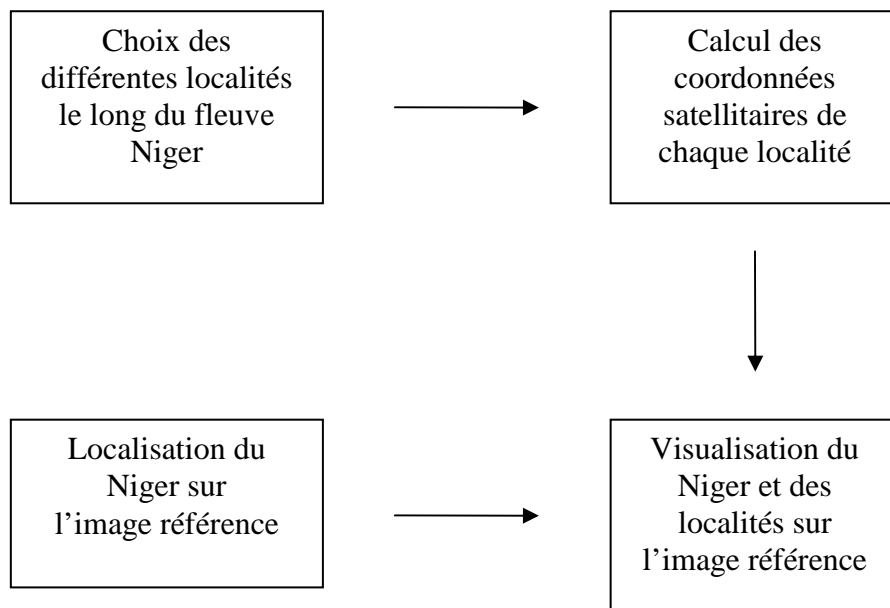 Choix des
différentes localités
le long du fleuve
Niger
Calcul des
coordonnées
satellitaires de
chaque localité
Localisation du
Niger sur
l’image référence
Visualisation du
Niger et des
localités sur
l’image référence